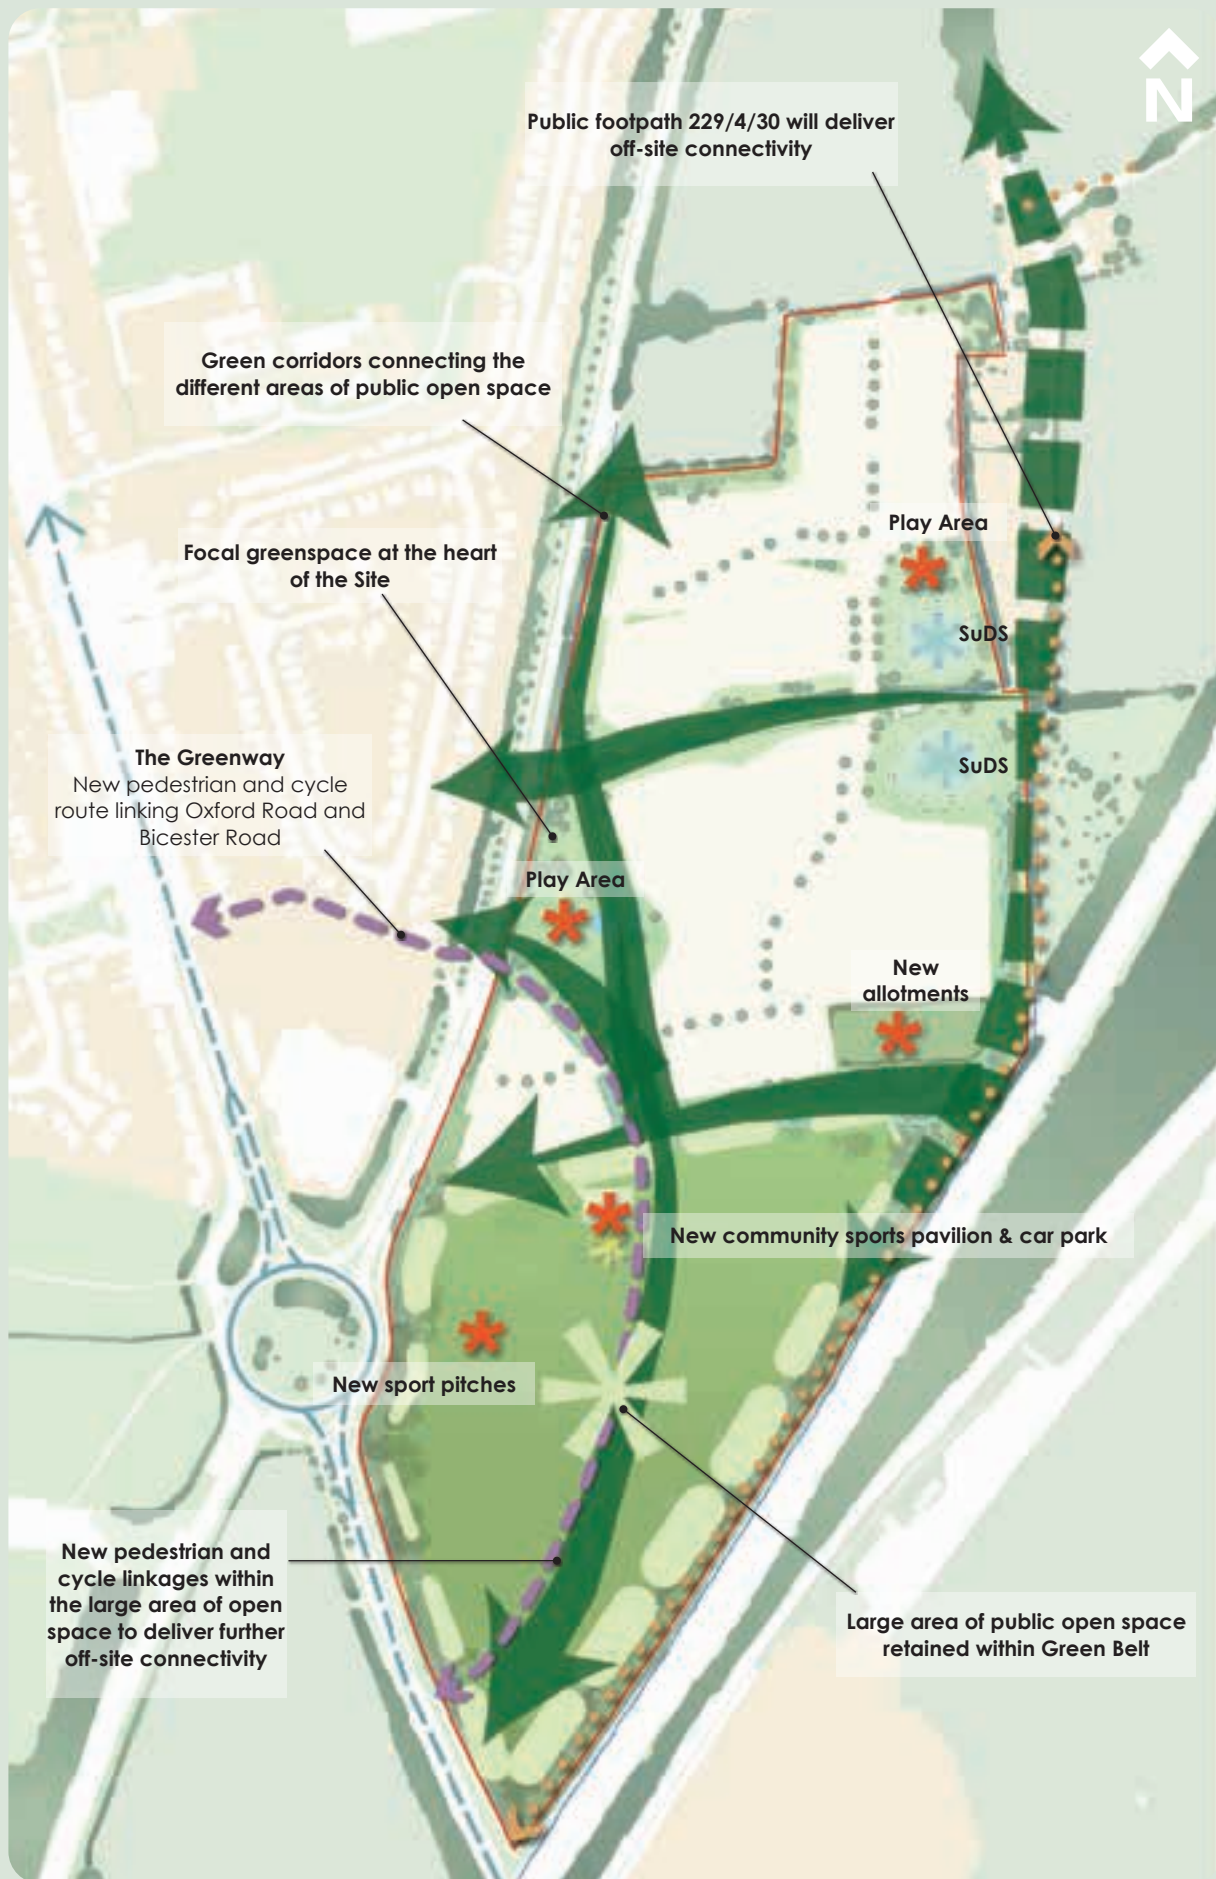 N
Public footpath 229/4/30 will deliver
off-site connectivity
Green corridors connecting the
different areas of public open space
Play Area
Focal greenspace at the heart
of the Site
SuDS
The Greenway
New pedestrian and cycle
route linking Oxford Road and
Bicester Road
SuDS
Play Area
New
allotments
New community sports pavilion & car park
New sport pitches
New pedestrian and
cycle linkages within
the large area of open
space to deliver further
off-site connectivity
Large area of public open space
retained within Green Belt